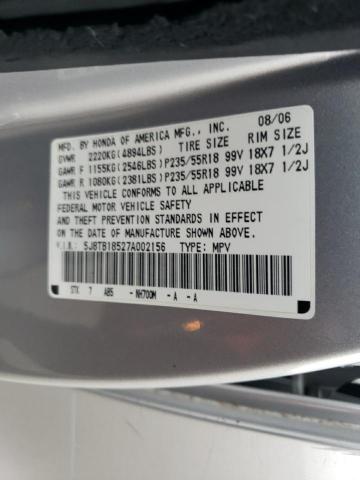 MFD. BY HONDA OF AMERICA MFG., INC. 08/06
GVWR 2220KG(4894LBS) TIRE SIZE RIM SIZE
GAWR F 1155KG(2546LBS)P235/55R18 99V 18X7 1/2J
GAWR R 1080KG(2381LBS)P235/55R18 99V 18X7 1/2J
THIS VEHICLE CONFORMS TO ALL APPLICABLE
FEDERAL MOTOR VEHICLE SAFETY
AND THEFT PREVENTION STANDARDS IN EFFECT
ON THE DATE OF MANUFACTURE SHOWN ABOVE.
V.I.N.: 5J8TB18527A002156 TYPE: MPV
STX 7 ABS - NH700M - A - A